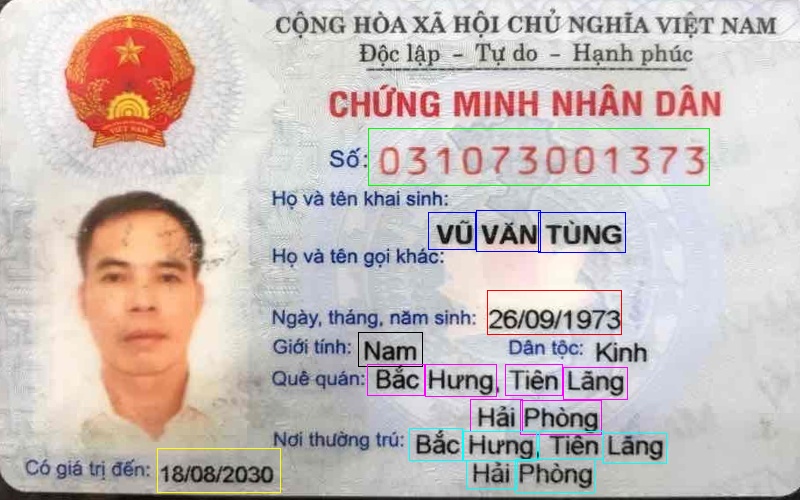 CỘNG HÒA XÃ HỘI CHỦ NGHĨA VIỆT NAM
Độc lập - Tự do - Hạnh phúc
CHỨNG MINH NHÂN DÂN
Số: 031073001373
Họ và tên khai sinh:
VŨ VĂN TÙNG
Họ và tên gọi khác:
Ngày, tháng, năm sinh: 26/09/1973
Giới tính: Nam Dân tộc: Kinh
Quê quán: Bắc Hưng, Tiên Lãng
Hải Phòng
Nơi thường trú: Bắc Hưng, Tiên Lãng
Hải Phòng
Có giá trị đến: 18/08/2030
VIỆT NAM